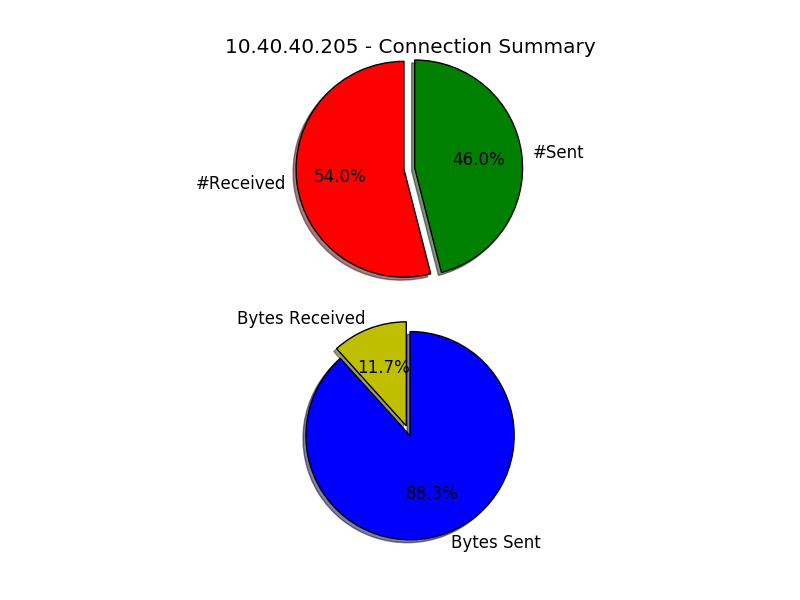 10.40.40.205 - Connection Summary
46.0%
#Sent
54.0%
#Received
Bytes Received
11.7%
88.3%
Bytes Sent